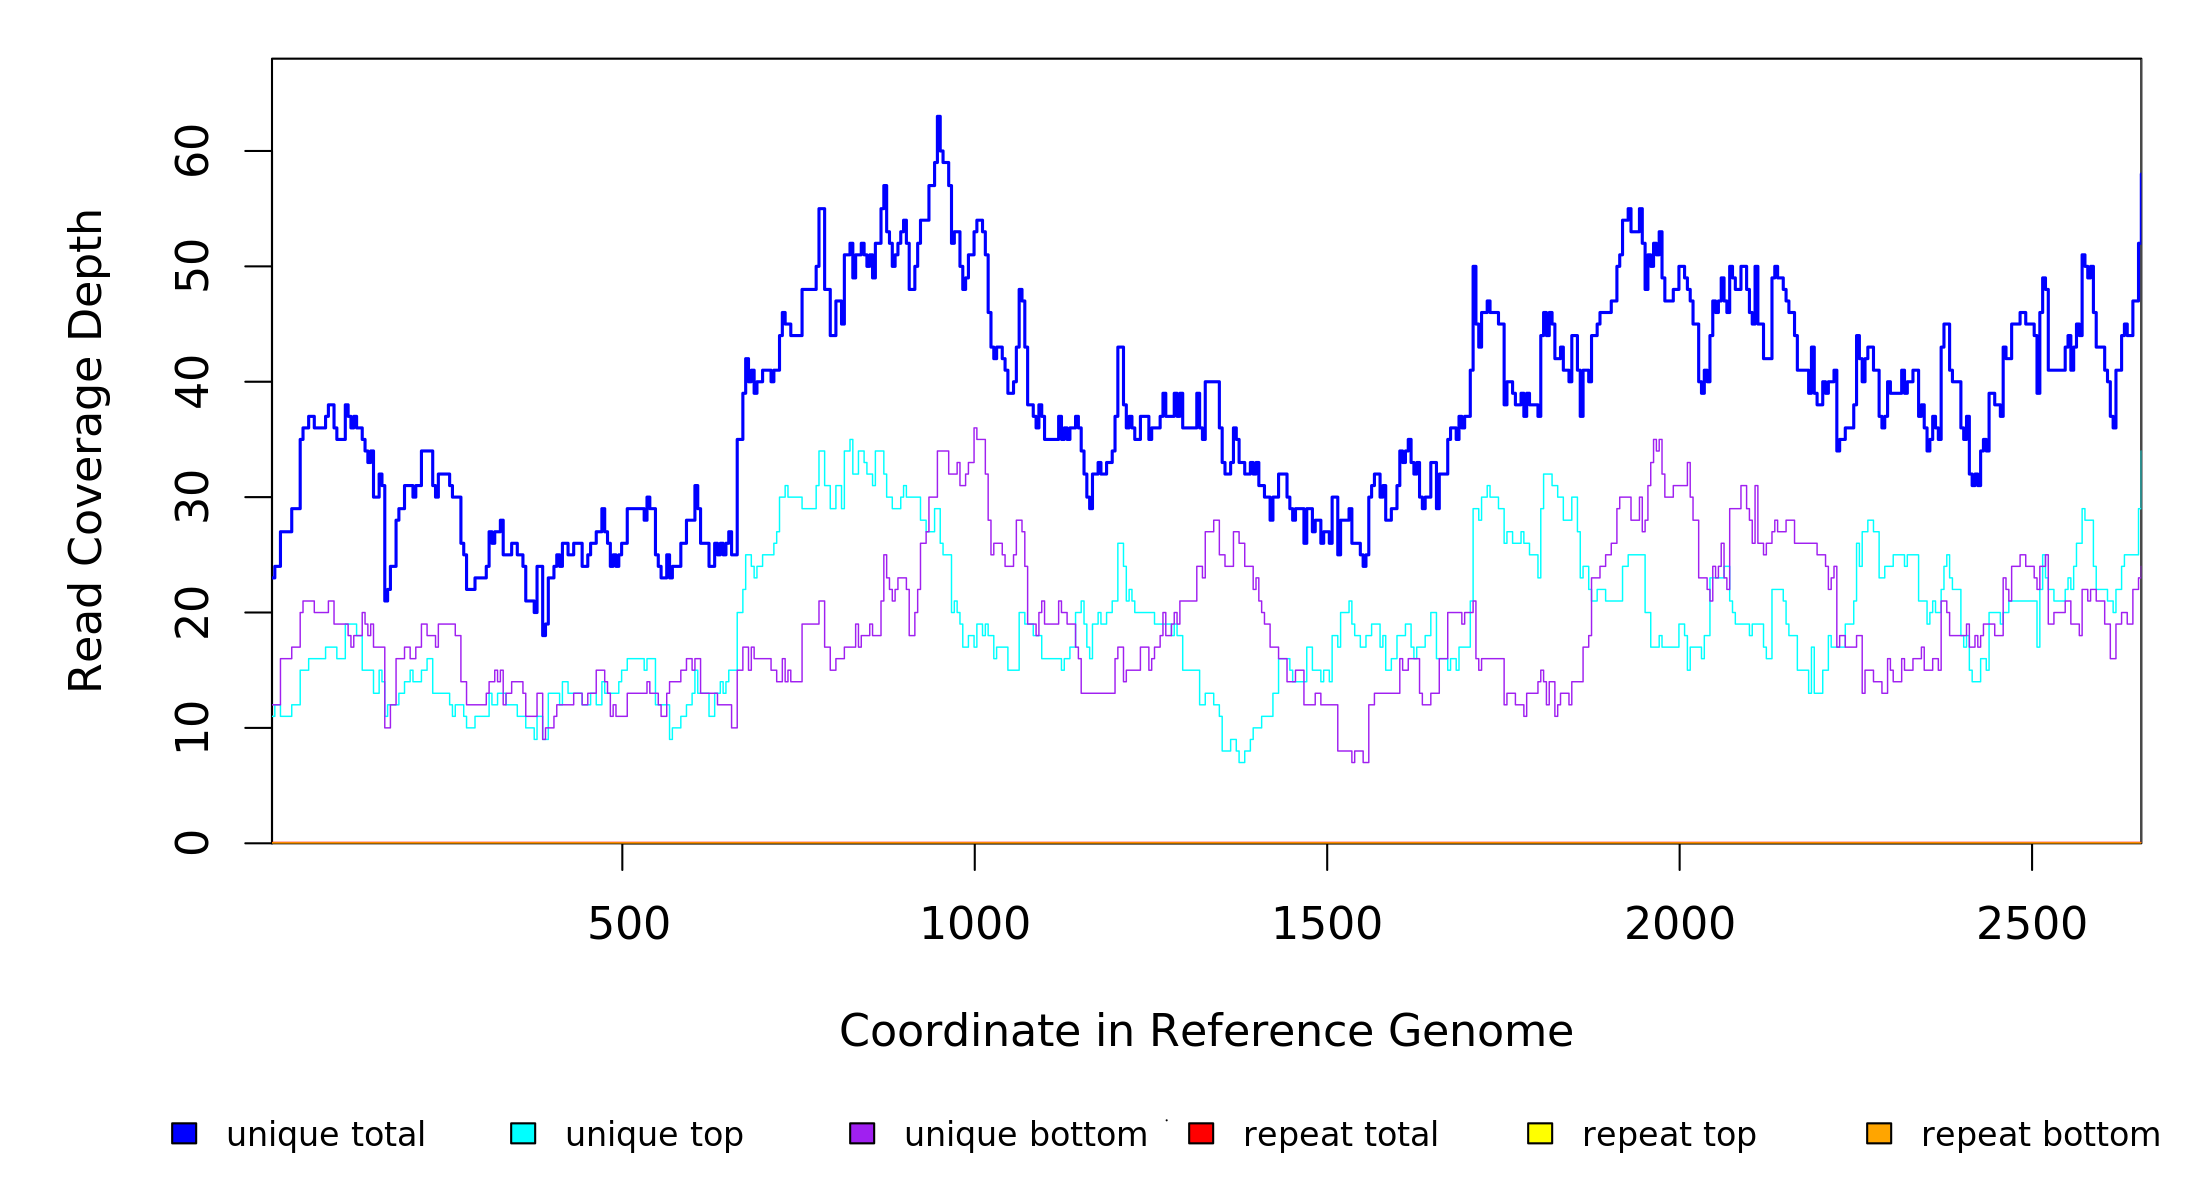 Read Coverage Depth
60
50
40
30
20
10
0
500 1000 1500 2000 2500
Coordinate in Reference Genome
unique total unique top unique bottom repeat total repeat top repeat bottom